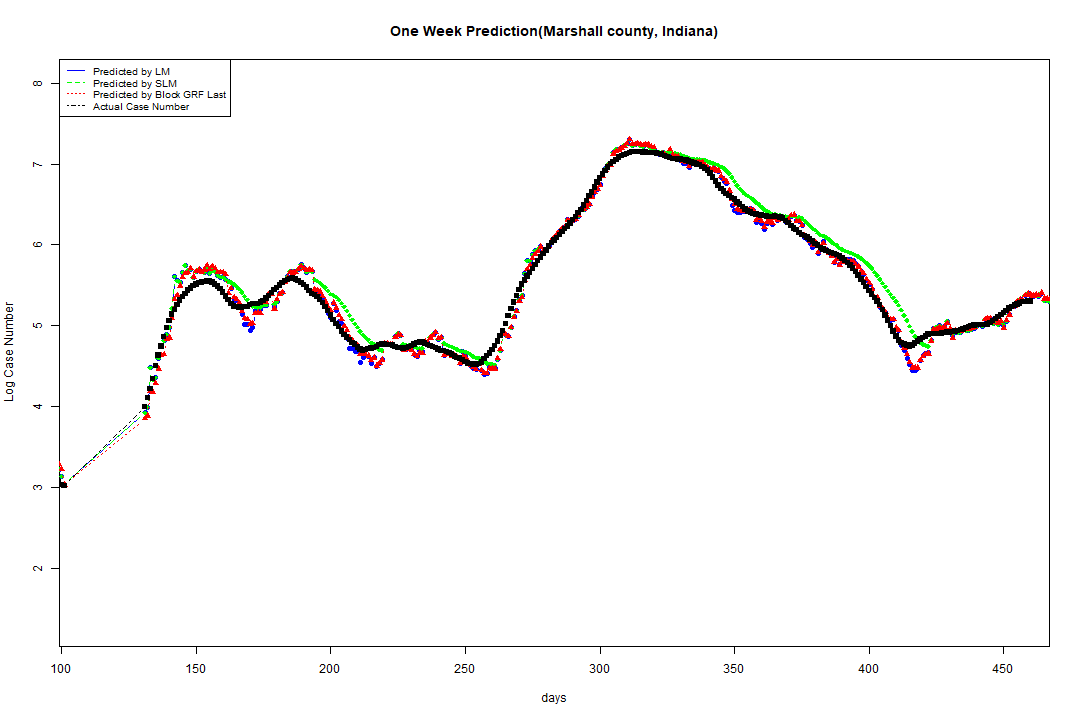 One Week Prediction(Marshall county, Indiana)
Predicted by LM
Predicted by SLM
Predicted by Block GRF Last
Actual Case Number
8
7
6
5
4
3
2
Log Case Number
100 150 200 250 300 350 400 450
days